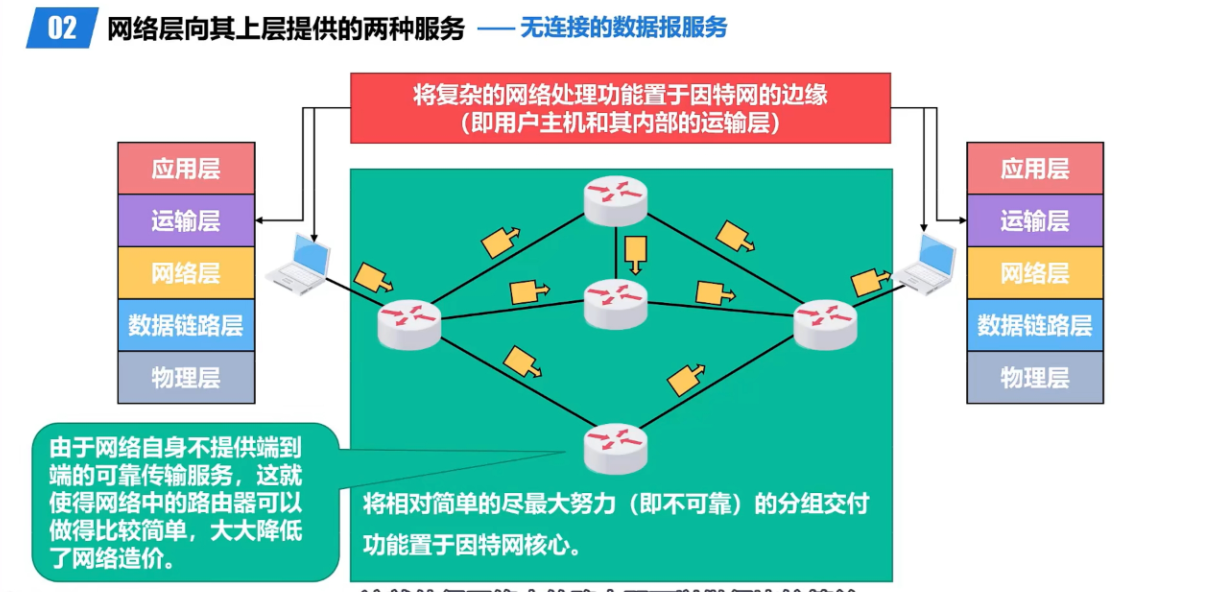 02 网络层向其上层提供的两种服务 —— 无连接的数据报服务
将复杂的网络处理功能置于因特网的边缘
（即用户主机和其内部的运输层）
应用层
运输层
网络层
数据链路层
物理层
应用层
运输层
网络层
数据链路层
物理层
由于网络自身不提供端到
端的可靠传输服务，这就
使得网络中的路由器可以
做得比较简单，大大降低
了网络造价。
将相对简单的尽最大努力（即不可靠）的分组交付
功能置于因特网核心。